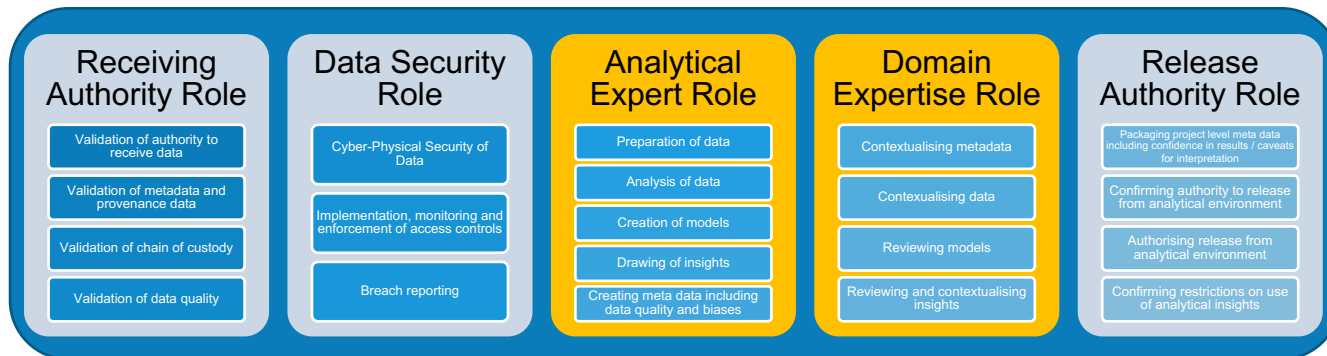 Receiving
Authority Role
Validation of authority to
receive data
Validation of metadata and
provenance data
Validation of chain of custody
Validation of data quality
Data Security
Role
Cyber-Physical Security of
Data
Implementation, monitoring and
enforcement of access controls
Breach reporting
Analytical
Expert Role
Preparation of data
Analysis of data
Creation of models
Drawing of insights
Creating meta data including
data quality and biases
Domain
Expertise Role
Contextualising metadata
Contexualising data
Reviewing models
Reviewing and contextualising
insights
Release
Authority Role
Packaging project level meta data
including confidence in results / caveats
for interpretation
Confirming authority to release
from analytical environment
Authorising release from
analytical environment
Confirming restrictions on use
of analytical insights